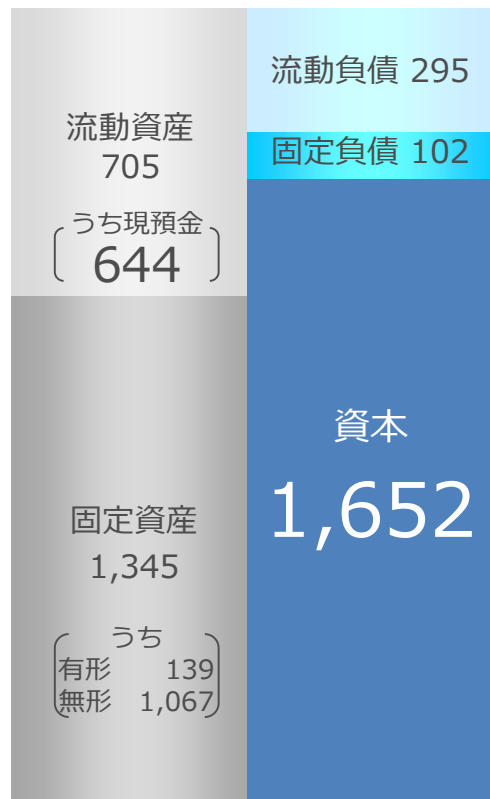 流動資産
705
うち現預金
644
固定資産
1,345
うち
有形 139
無形 1,067
流動負債 295
固定負債 102
資本
1,652